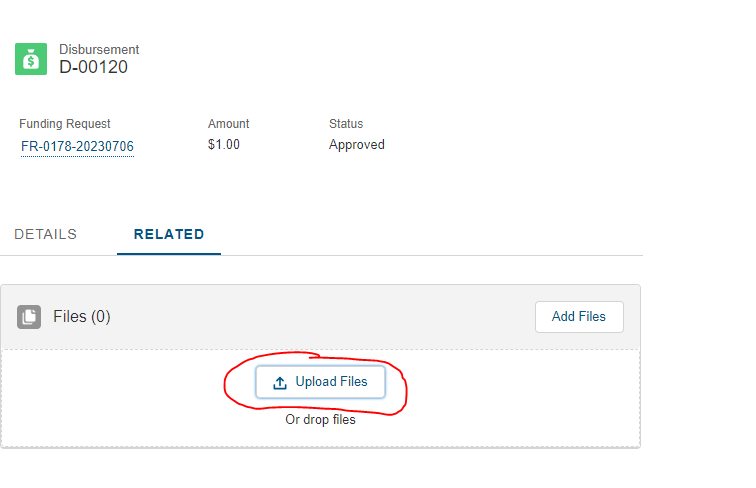 Disbursement
D-00120
Funding Request Amount Status
FR-0178-20230706 $1.00 Approved
DETAILS RELATED
Files (0) Add Files
Upload Files
Or drop files